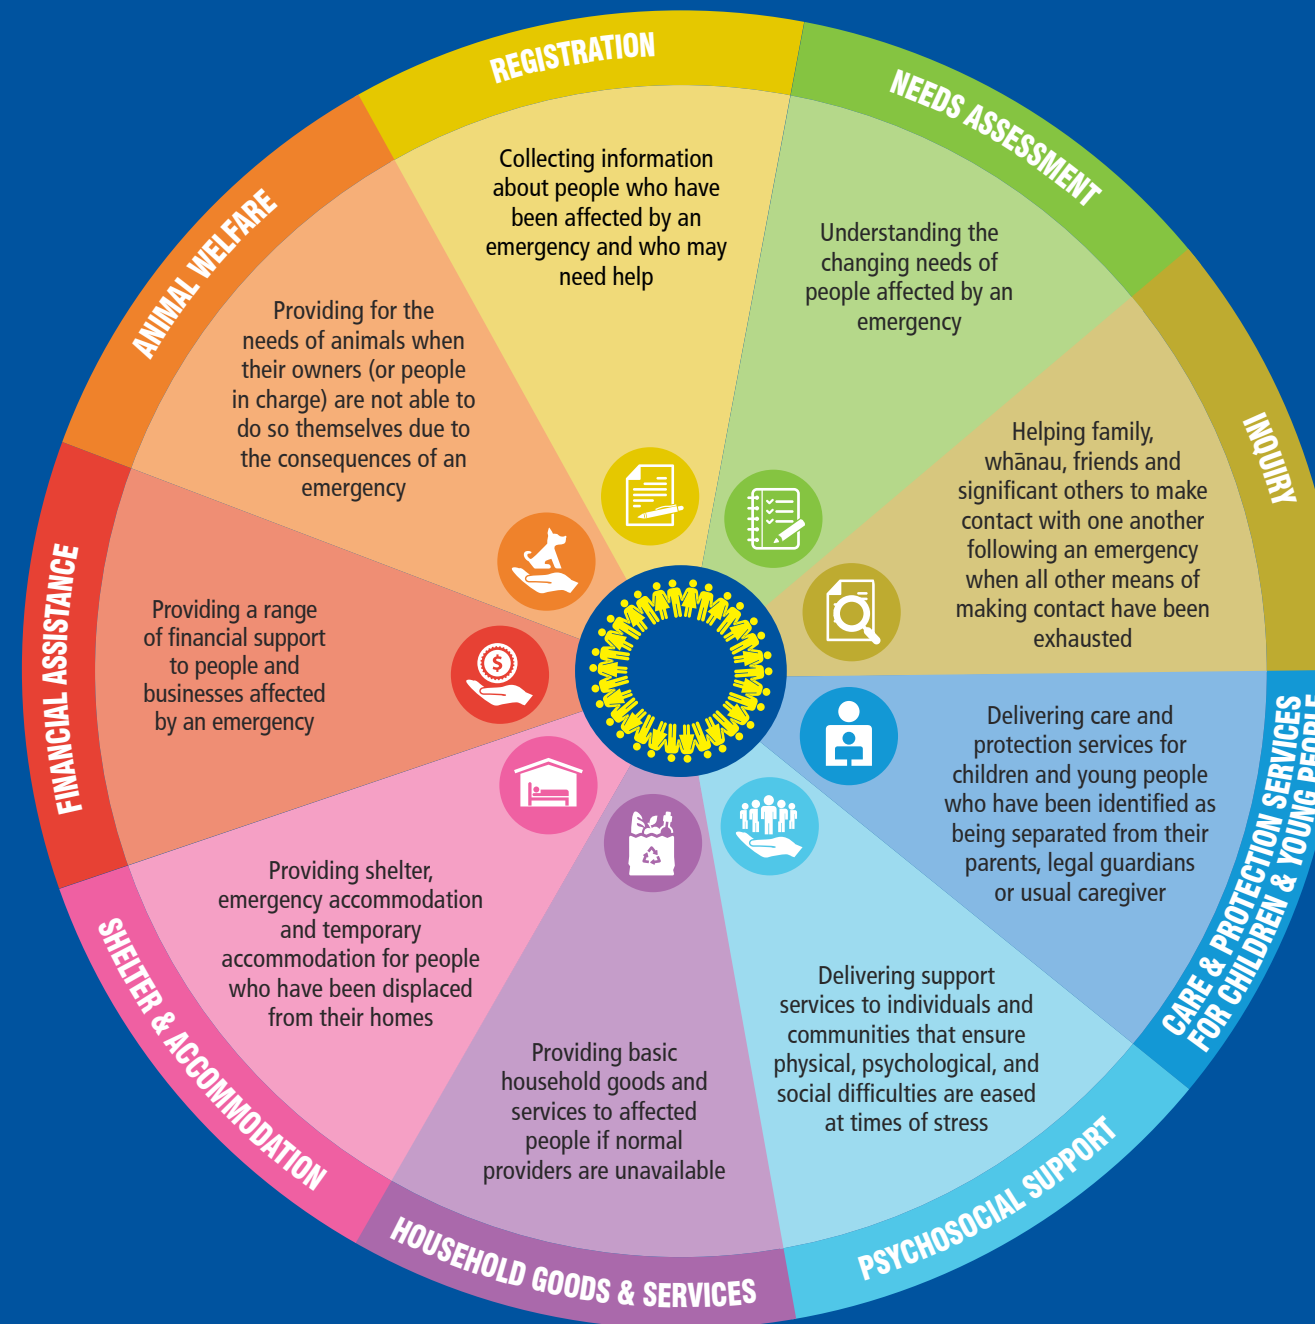 REGISTRATION
Collecting information
about people who have
been affected by an
emergency and who may
need help
NEEDS ASSESSMENT
Understanding the
changing needs of
people affected by an
emergency
INQUIRY
Helping family,
whānau, friends and
significant others to make
contact with one another
following an emergency
when all other means of
making contact have been
exhausted
CARE & PROTECTION SERVICES
FOR CHILDREN & YOUNG PEOPLE
Delivering care and
protection services for
children and young people
who have been identified as
being separated from their
parents, legal guardians
or usual caregiver
PSYCHOSOCIAL SUPPORT
Delivering support
services to individuals and
communities that ensure
physical, psychological, and
social difficulties are eased
at times of stress
HOUSEHOLD GOODS & SERVICES
Providing basic
household goods and
services to affected
people if normal
providers are unavailable
SHELTER & ACCOMMODATION
Providing shelter,
emergency accommodation
and temporary
accommodation for people
who have been displaced
from their homes
FINANCIAL ASSISTANCE
Providing a range
of financial support
to people and
businesses affected
by an emergency
$
ANIMAL WELFARE
Providing for the
needs of animals when
their owners (or people
in charge) are not able to
do so themselves due to
the consequences of an
emergency